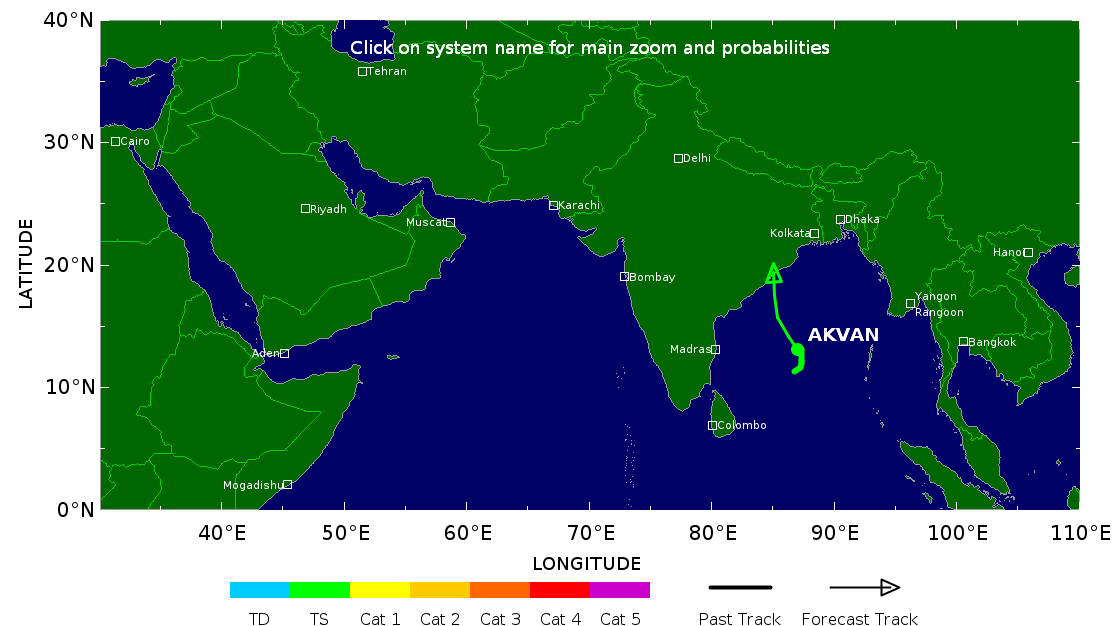 40°N
Click on system name for main zoom and probabilities
Tehran
30°N
Cairo
Delhi
Riyadh
Karachi
Muscat
Dhaka
Kolkata
Hanoi
LATITUDE
20°N
Bombay
Yangon
Rangoon
AKVAN
Madras
Bangkok
Aden
10°N
Colombo
Mogadishu
0°N
40°E 50°E 60°E 70°E 80°E 90°E 100°E 110°E
LONGITUDE
TD TS Cat 1 Cat 2 Cat 3 Cat 4 Cat 5 Past Track Forecast Track